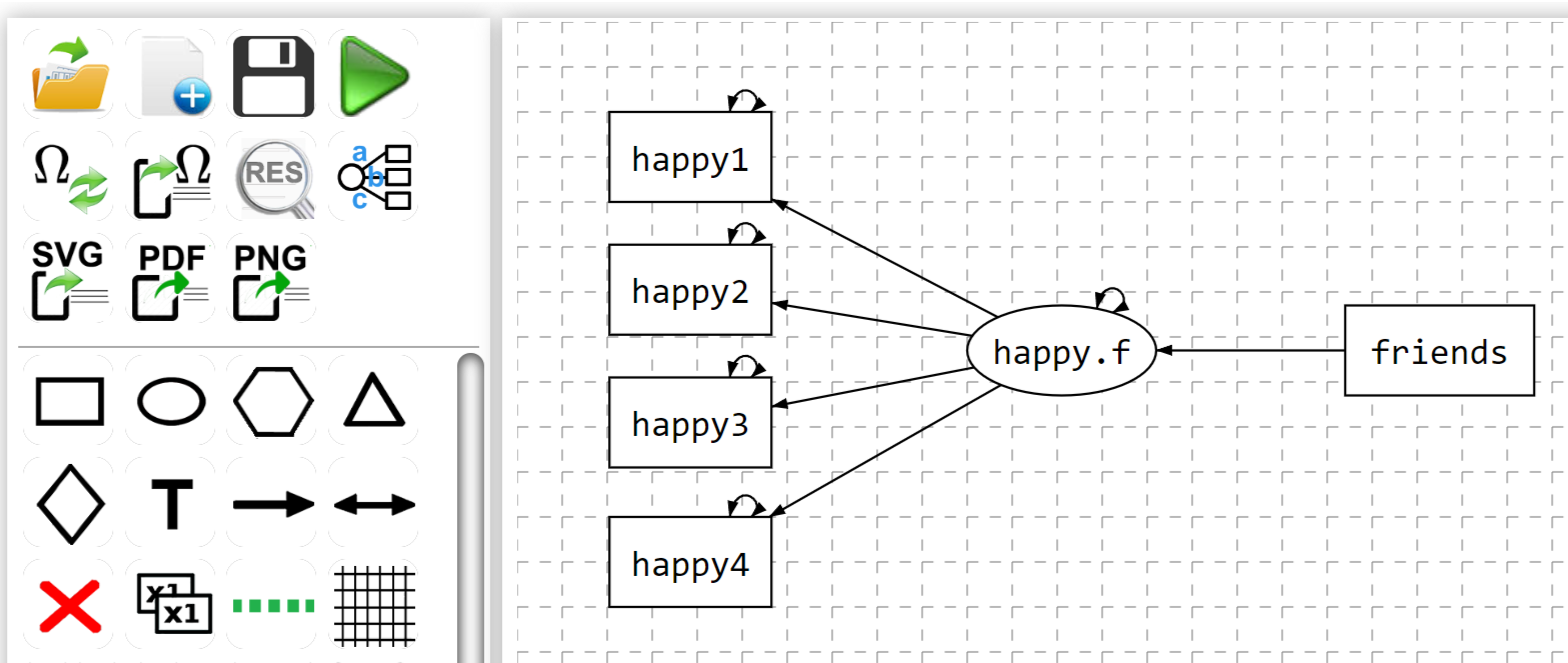 Ω
Ω
RES
a
b
c
SVG
PDF
PNG
T
x1
x1
happy1
happy2
happy3
happy4
happy.f
friends